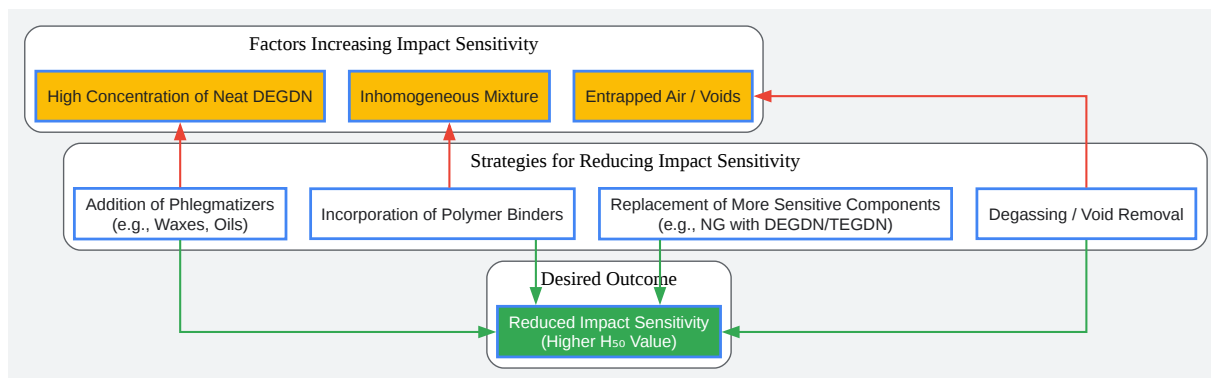 Factors Increasing Impact Sensitivity
High Concentration of Neat DEGDN
Inhomogeneous Mixture
Entrapped Air / Voids
Strategies for Reducing Impact Sensitivity
Addition of Phlegmatizers
(e.g., Waxes, Oils)
Incorporation of Polymer Binders
Replacement of More Sensitive Components
(e.g., NG with DEGDN/TEGDN)
Degassing / Void Removal
Desired Outcome
Reduced Impact Sensitivity
(Higher H₅₀ Value)